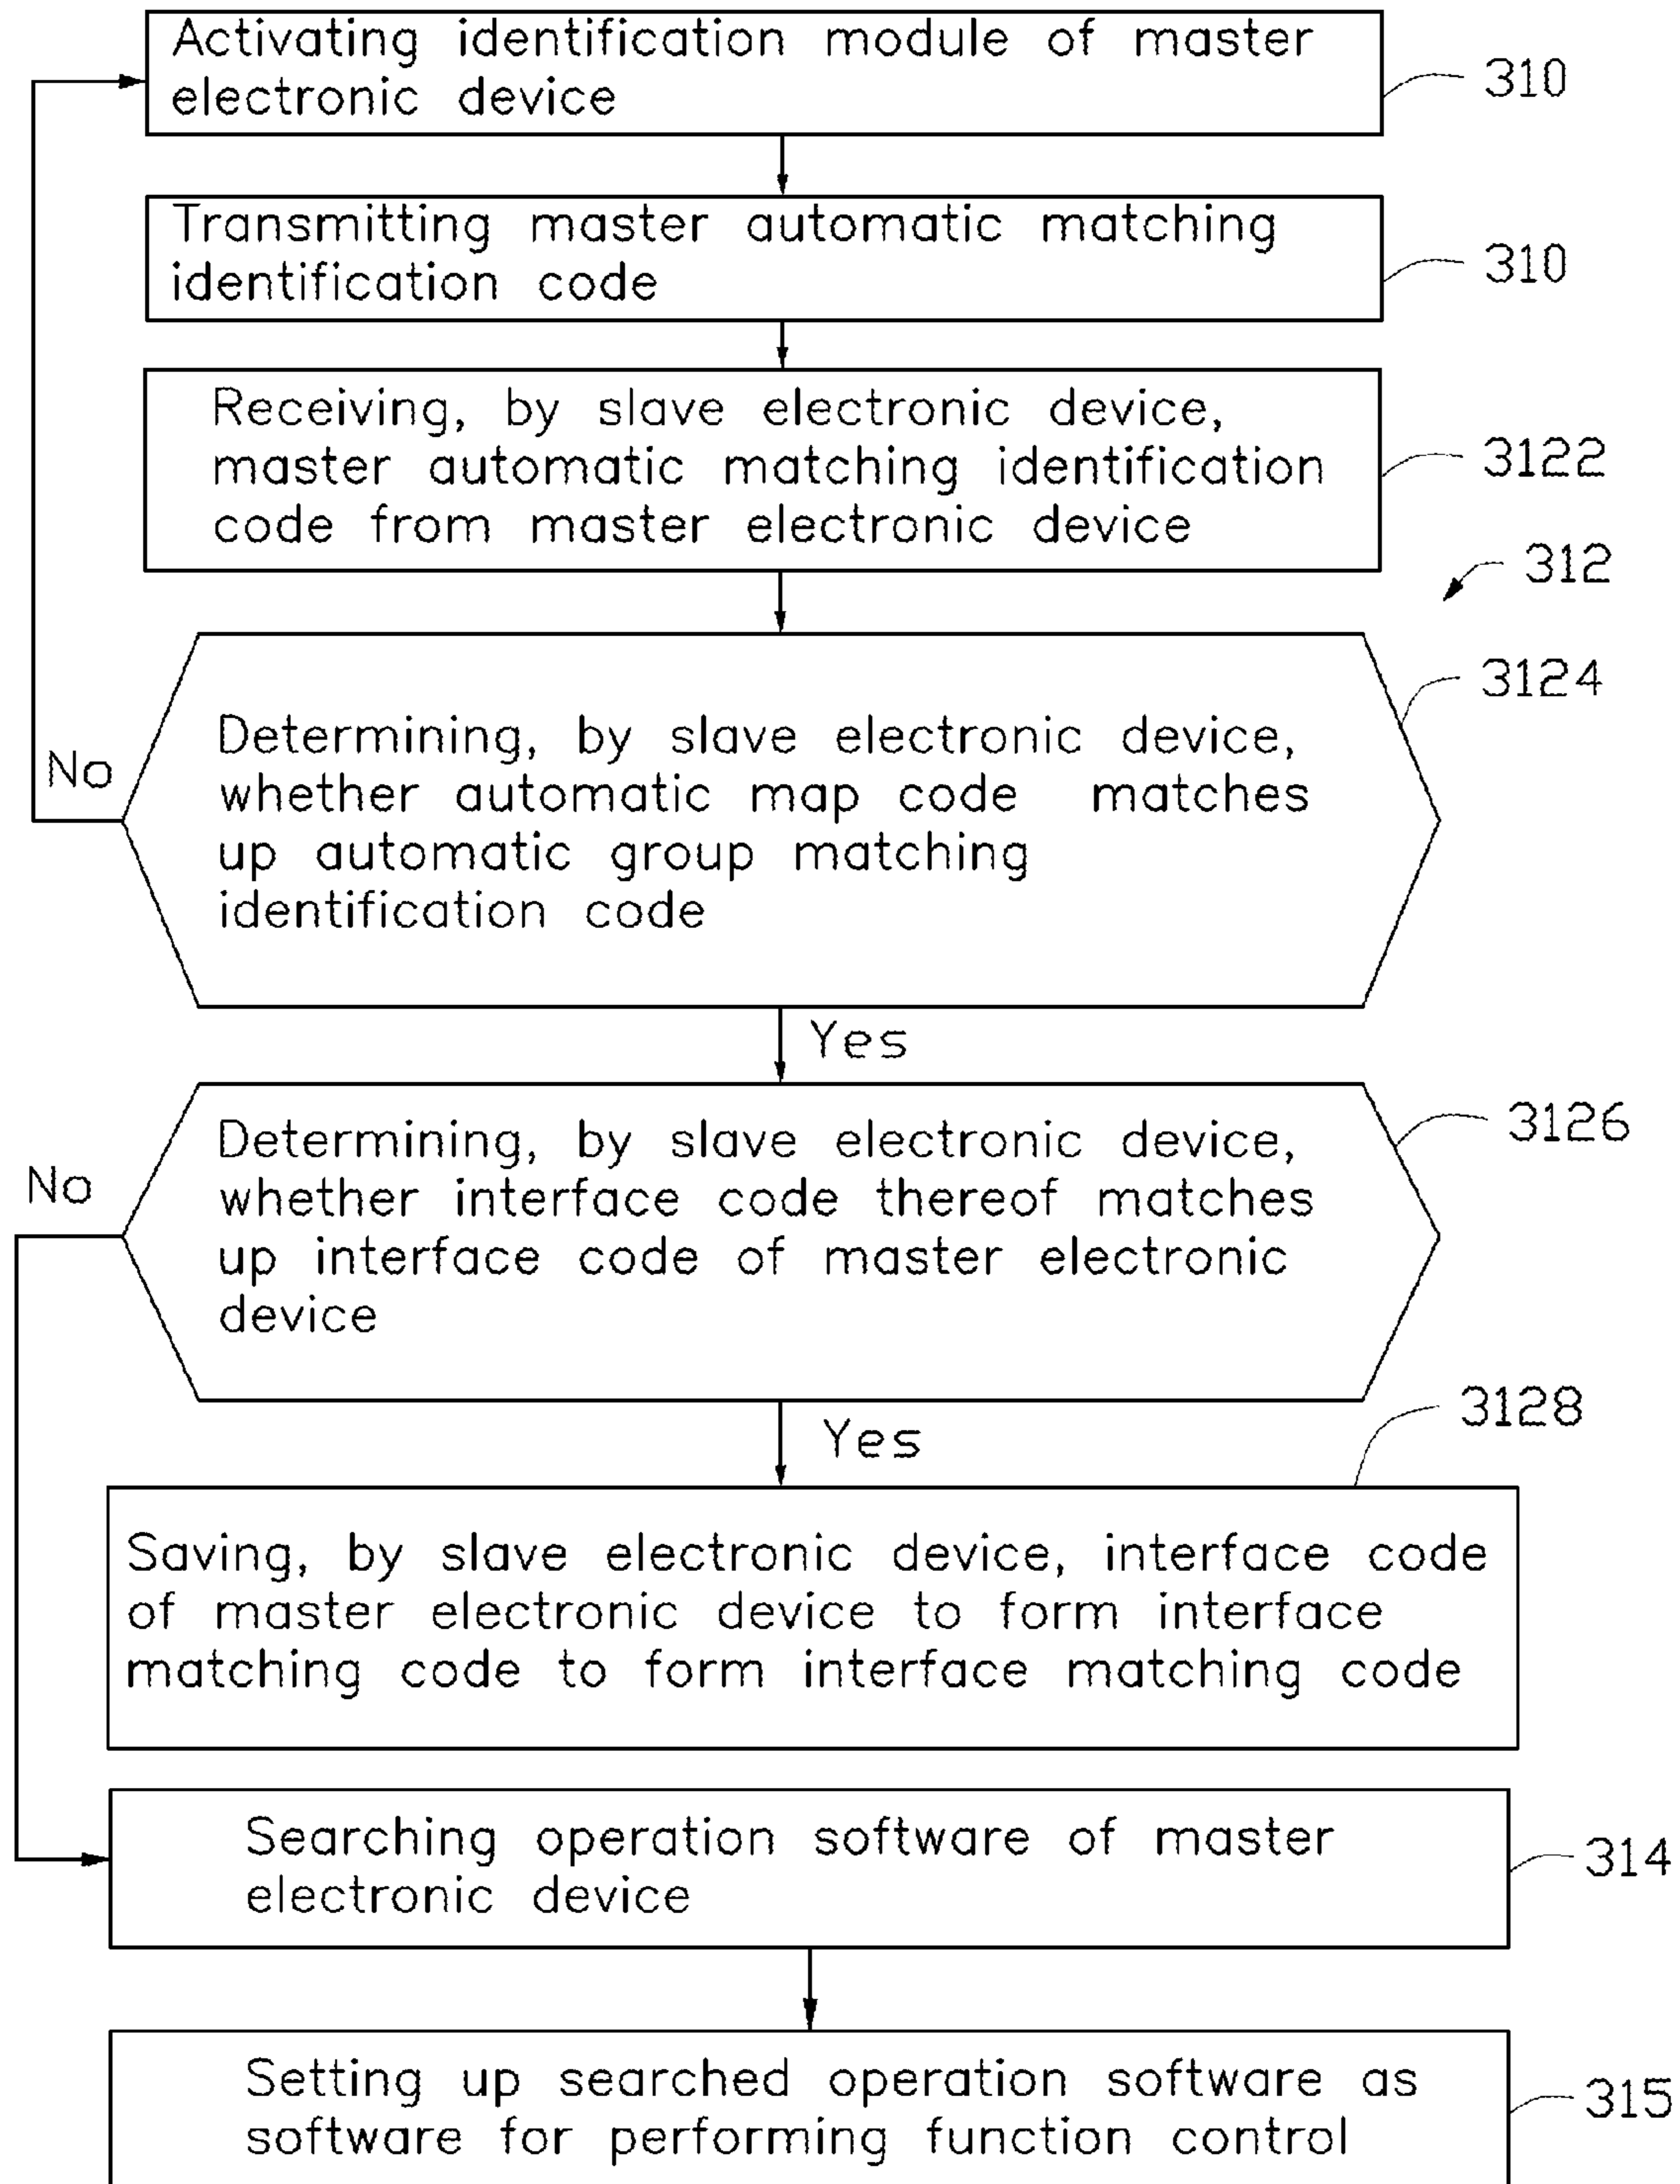 Activating identification module of master
electronic device
310
Transmitting master automatic matching
identification code
310
Receiving, by slave electronic device,
master automatic matching identification
code from master electronic device
3122
312
3124
Determining, by slave electronic device,
whether automatic map code matches
up automatic group matching
identification code
No
Yes
3126
Determining, by slave electronic device,
whether interface code thereof matches
up interface code of master electronic
device
No
Yes
3128
Saving, by slave electronic device, interface code
of master electronic device to form interface
matching code to form interface matching code
Searching operation software of master
electronic device
314
Setting up searched operation software as
software for performing function control
315